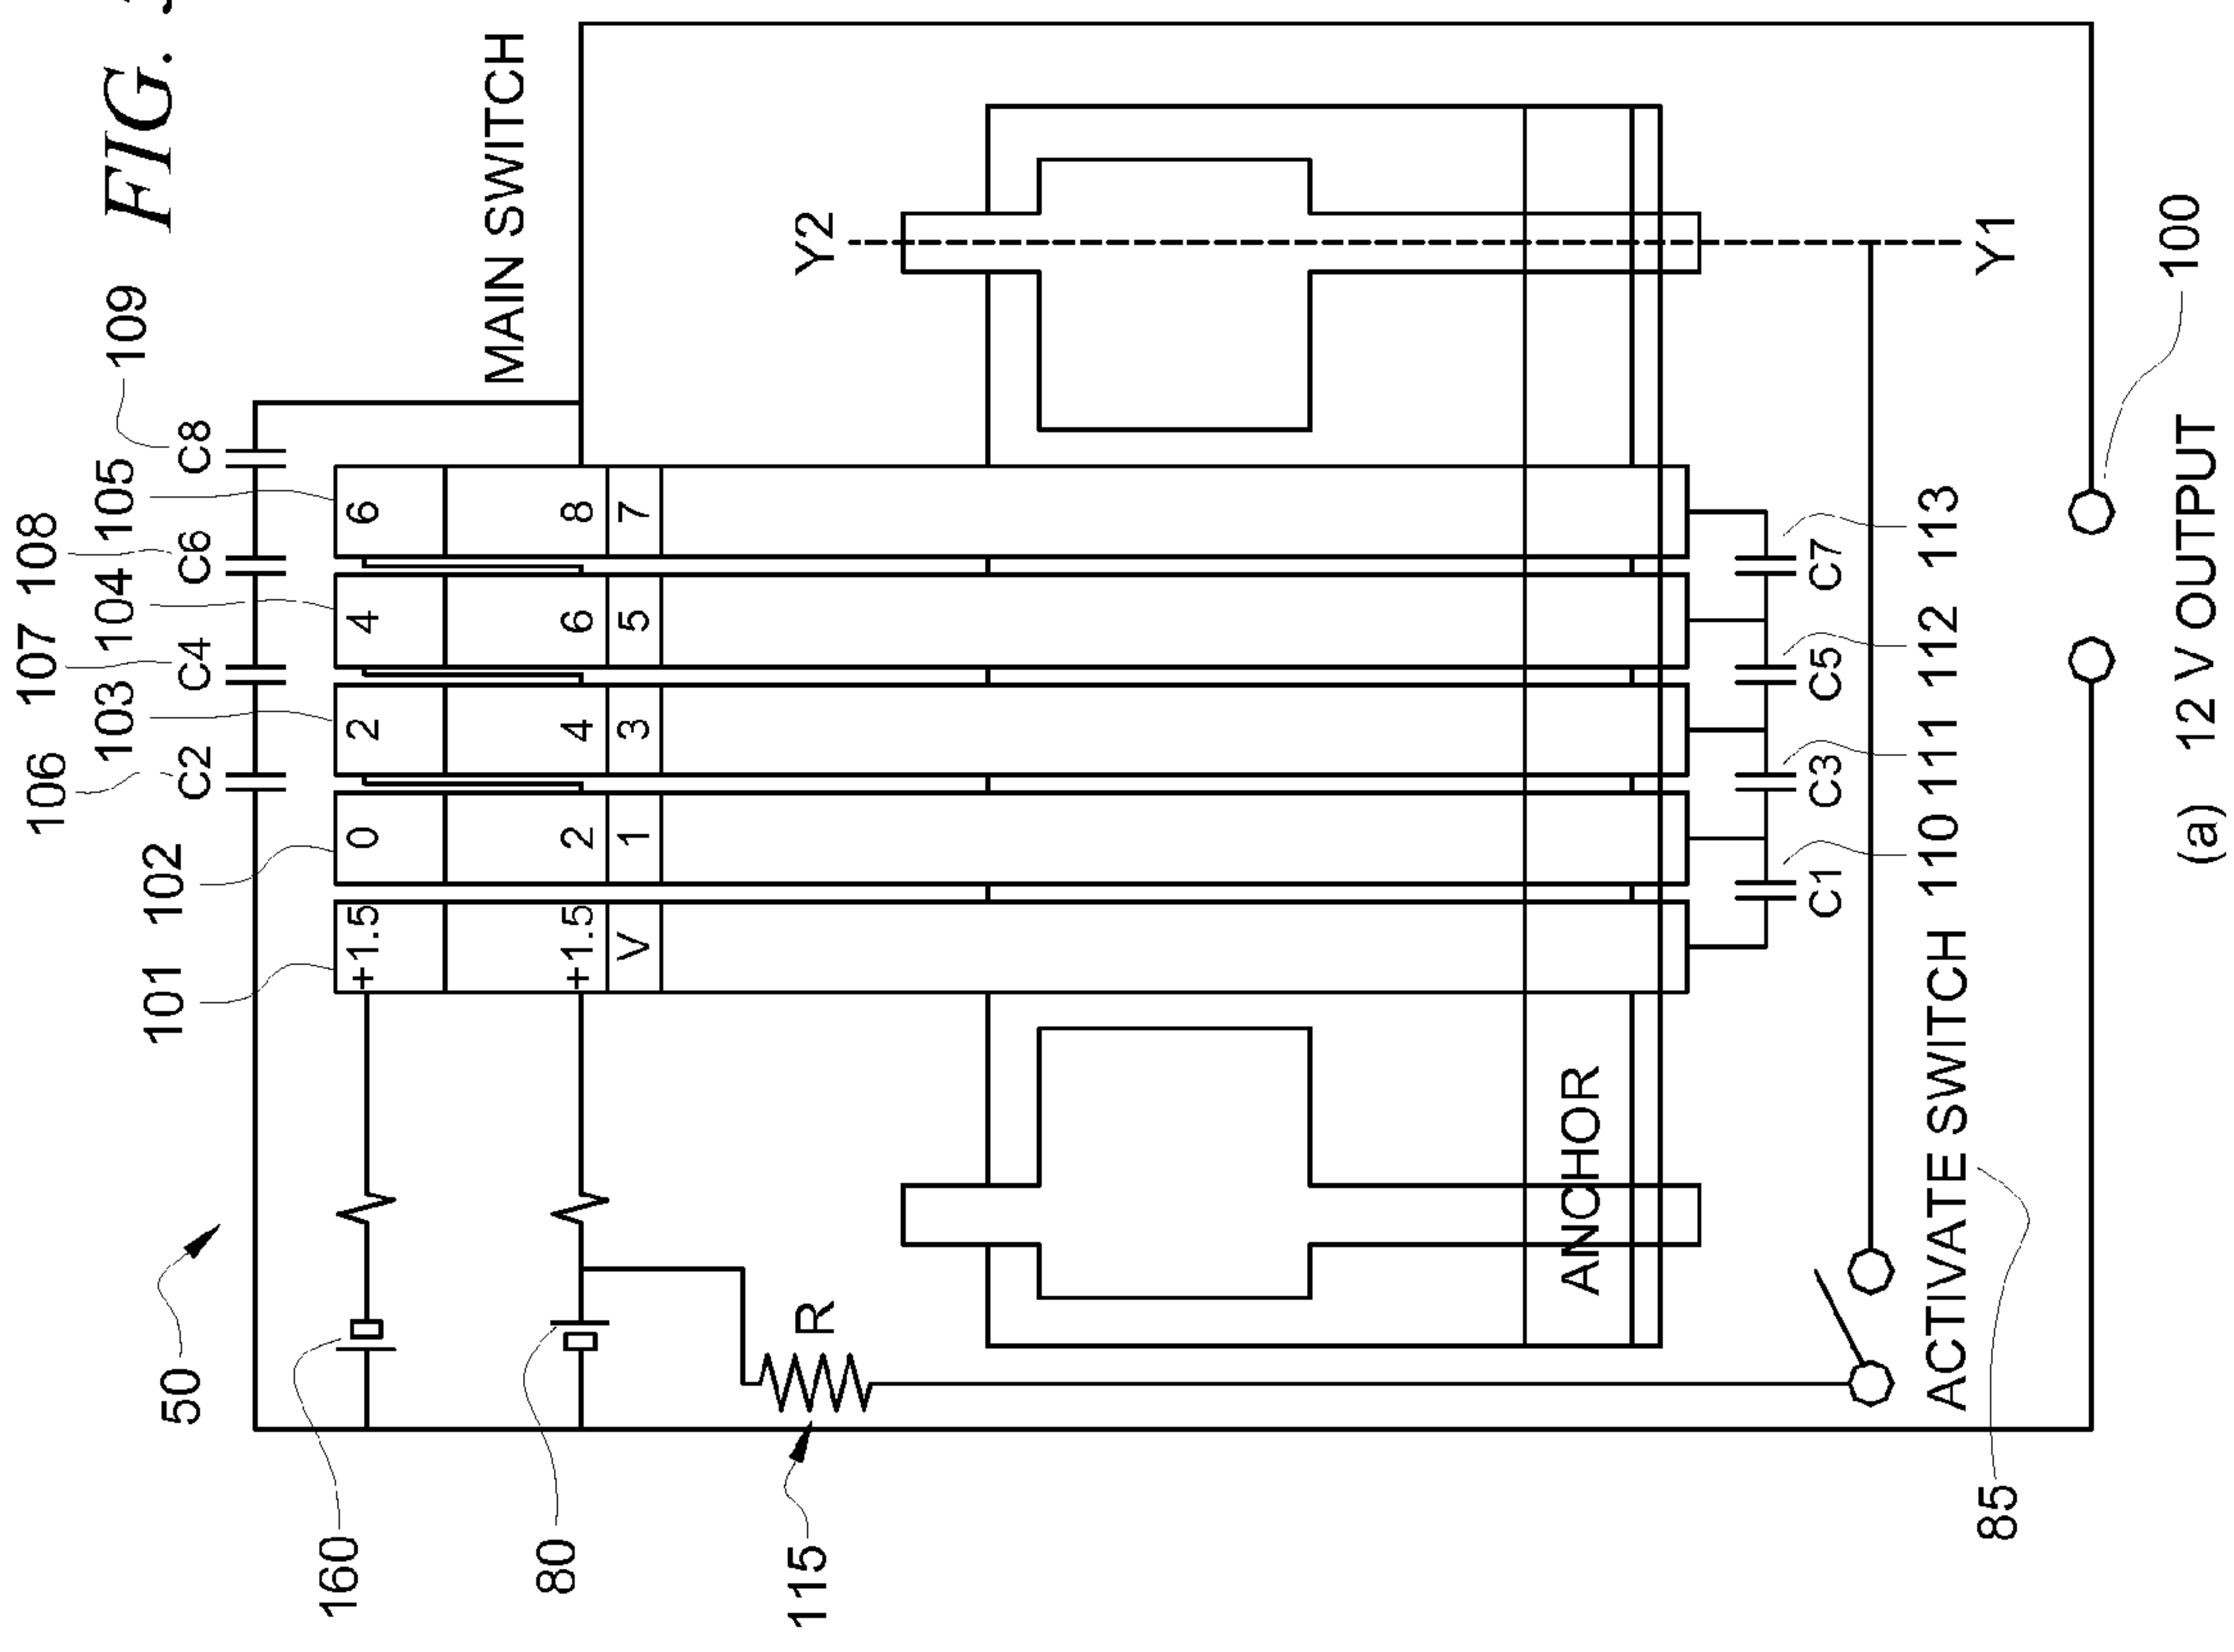 106 107 108
103 104 105 109 FIG.
101 102
50
C2 C4 C6 C8
160
+1.5 0 2 4 6
MAIN SWITCH
80
+1.5 2 4 6 8
V 1 3 5 7
115 R Y2
ANCHOR
C1 C3 C5 C7
ACTIVATE SWITCH 110 111 112 113
85 Y1
100
(a) 12 V OUTPUT